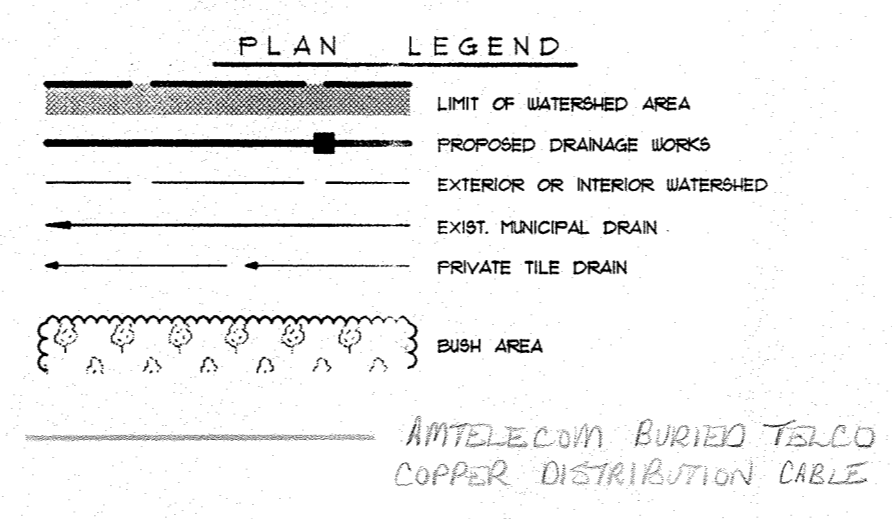 PLAN LEGEND
LIMIT OF WATERSHED AREA
PROPOSED DRAINAGE WORKS
EXTERIOR OR INTERIOR WATERSHED
EXIST. MUNICIPAL DRAIN
PRIVATE TILE DRAIN
BUSH AREA
AMTELECOM BURIED TELCO
COPPER DISTRIBUTION CABLE